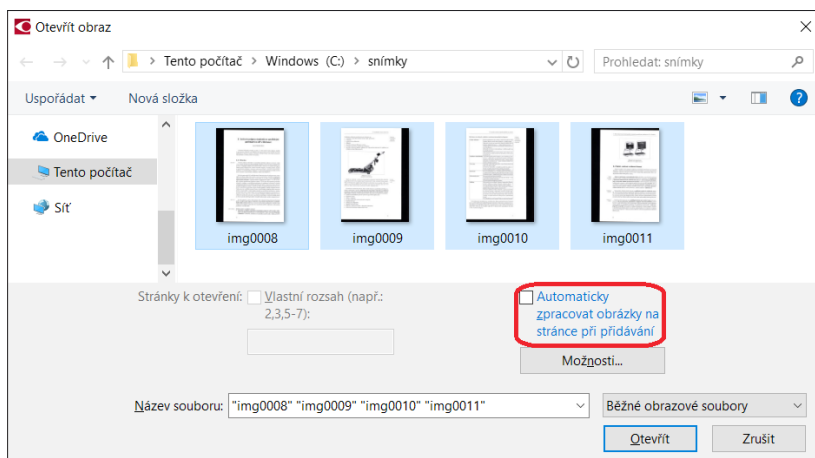 Otevřít obraz
Tento počítač > Windows (C:) > snímky
Prohledat: snímky
Uspořádat
Nová složka
OneDrive
Tento počítač
Síť
img0008
img0009
img0010
img0011
Stránky k otevření:
Vlastní rozsah (např.:
2,3,5-7):
Automaticky
zpracovat obrázky na
stránce při přidávání
Možnosti...
Název souboru:
"img0008" "img0009" "img0010" "img0011"
Běžné obrazové soubory
Otevřít
Zrušit